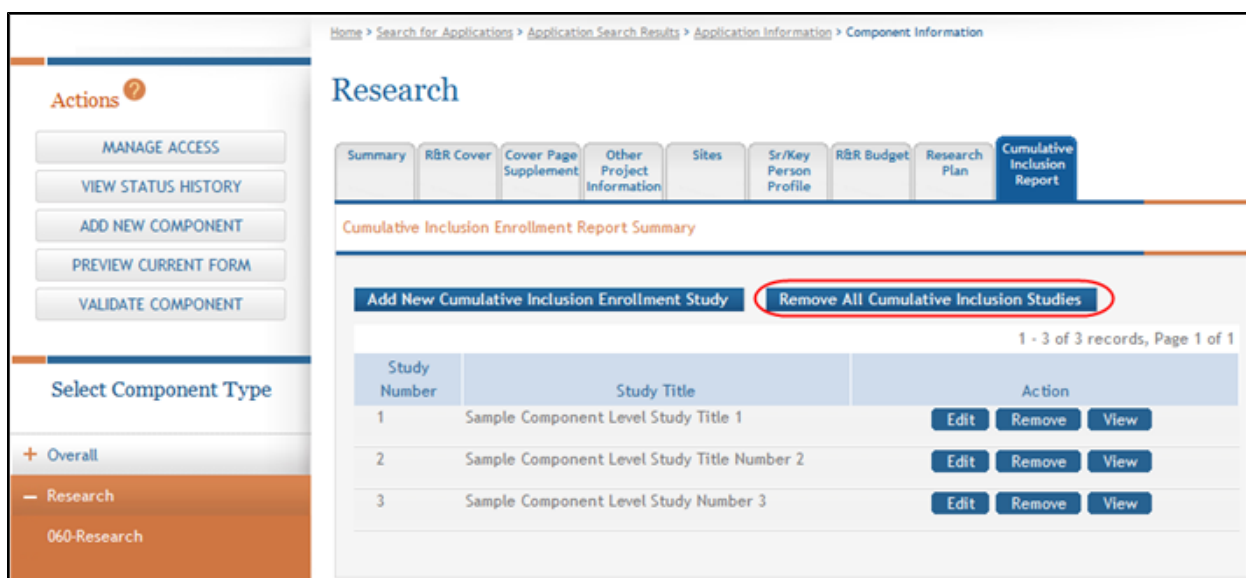 Home > Search for Applications > Application Search Results > Application Information > Component Information
Actions ?
MANAGE ACCESS
VIEW STATUS HISTORY
ADD NEW COMPONENT
PREVIEW CURRENT FORM
VALIDATE COMPONENT
Select Component Type
+ Overall
– Research
060-Research
Research
Summary
R&R Cover
Cover Page
Supplement
Other
Project
Information
Sites
Sr/Key
Person
Profile
R&R Budget
Research
Plan
Cumulative
Inclusion
Report
Cumulative Inclusion Enrollment Report Summary
Add New Cumulative Inclusion Enrollment Study
Remove All Cumulative Inclusion Studies
1 - 3 of 3 records, Page 1 of 1
Study
Number Study Title Action
1 Sample Component Level Study Title 1 Edit Remove View
2 Sample Component Level Study Title Number 2 Edit Remove View
3 Sample Component Level Study Number 3 Edit Remove View